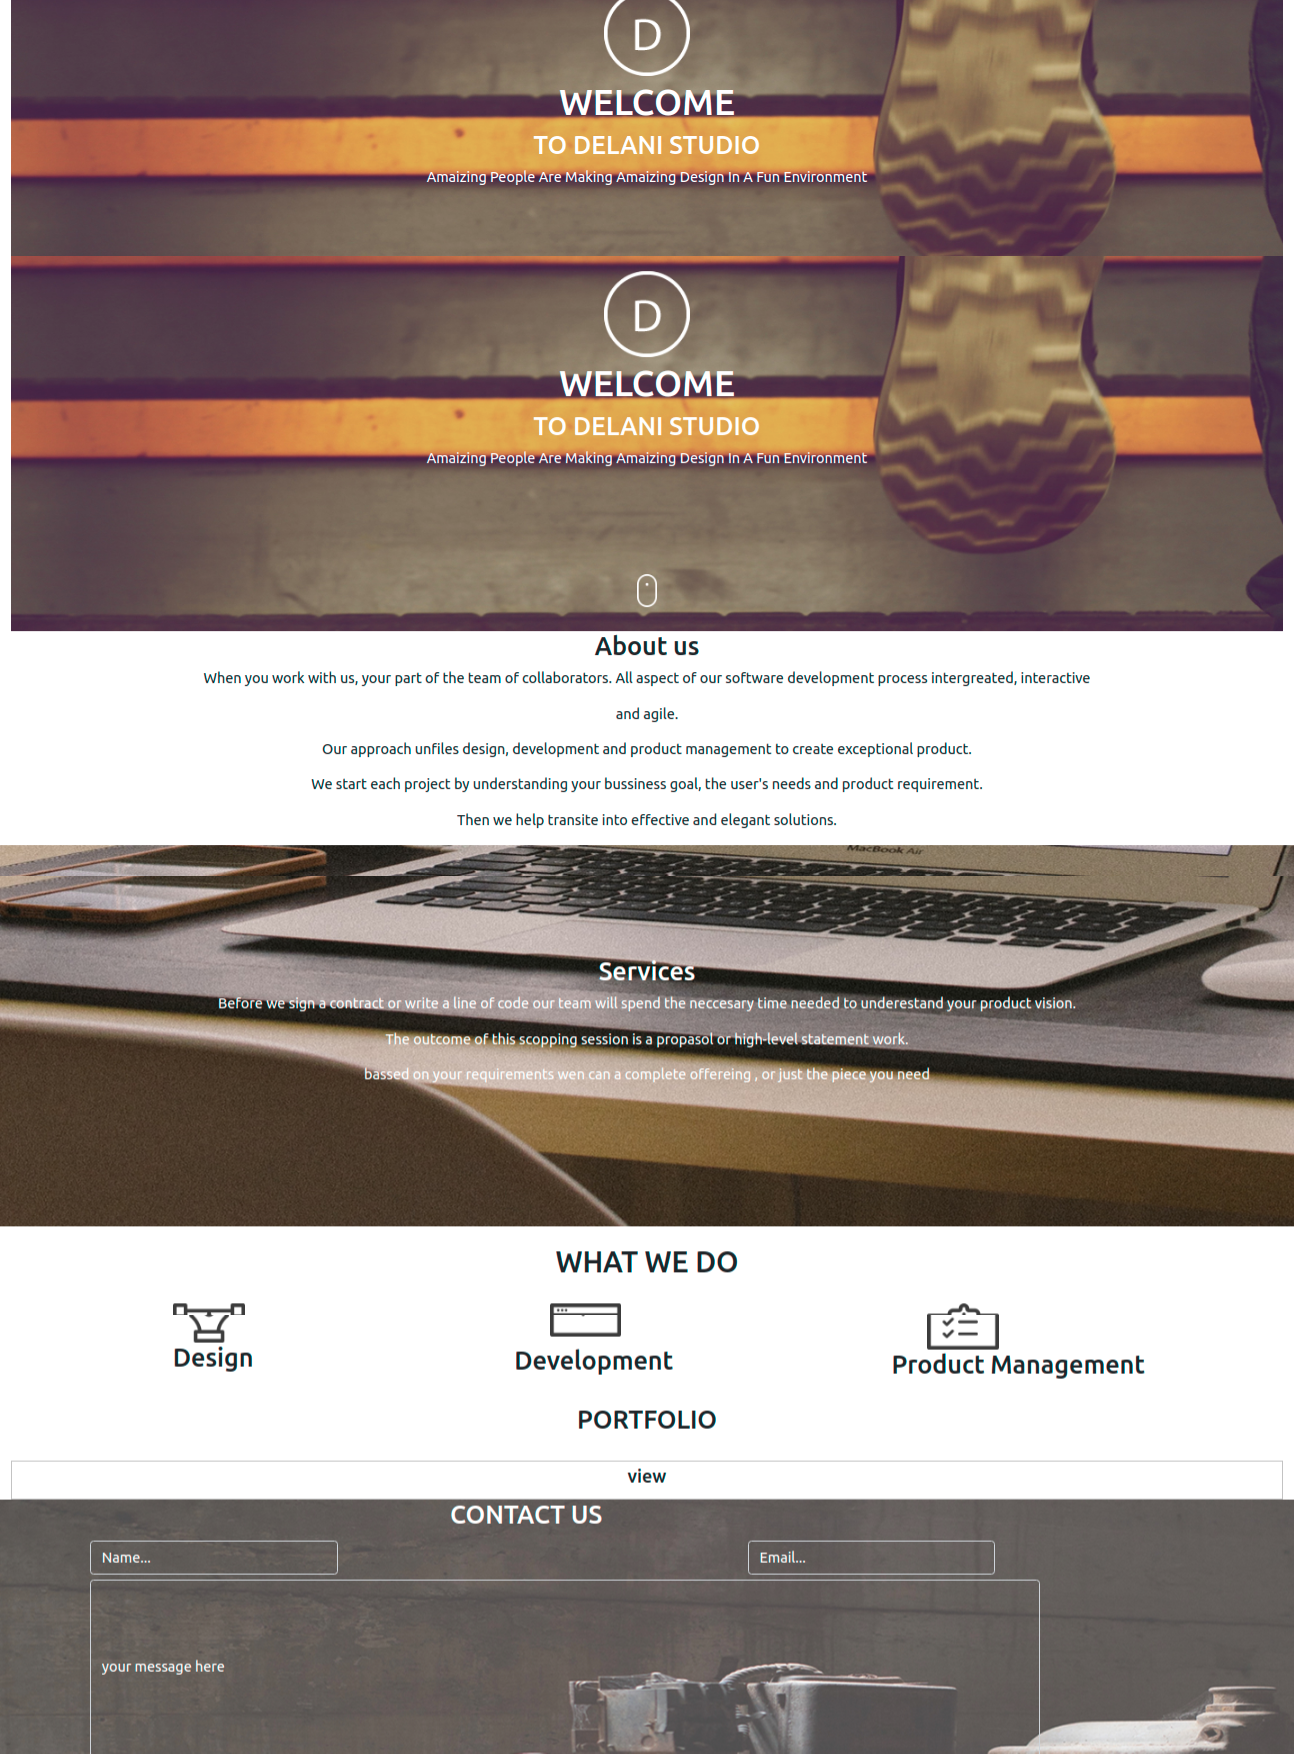 D
WELCOME
TO DELANI STUDIO
Amaizing People Are Making Amaizing Design In A Fun Environment
D
WELCOME
TO DELANI STUDIO
Amaizing People Are Making Amaizing Design In A Fun Environment
About us
When you work with us, your part of the team of collaborators. All aspect of our software development process intergreated, interactive
and agile.
Our approach unfiles design, development and product management to create exceptional product.
We start each project by understanding your bussiness goal, the user's needs and product requirement.
Then we help transite into effective and elegant solutions.
MacBook Air
Services
Before we sign a contract or write a line of code our team will spend the neccesary time needed to underestand your product vision.
The outcome of this scopping session is a propasol or high-level statement work.
bassed on your requirements wen can a complete offereing , or just the piece you need
WHAT WE DO
Design
Development
Product Management
PORTFOLIO
view
CONTACT US
Name...
Email...
your message here